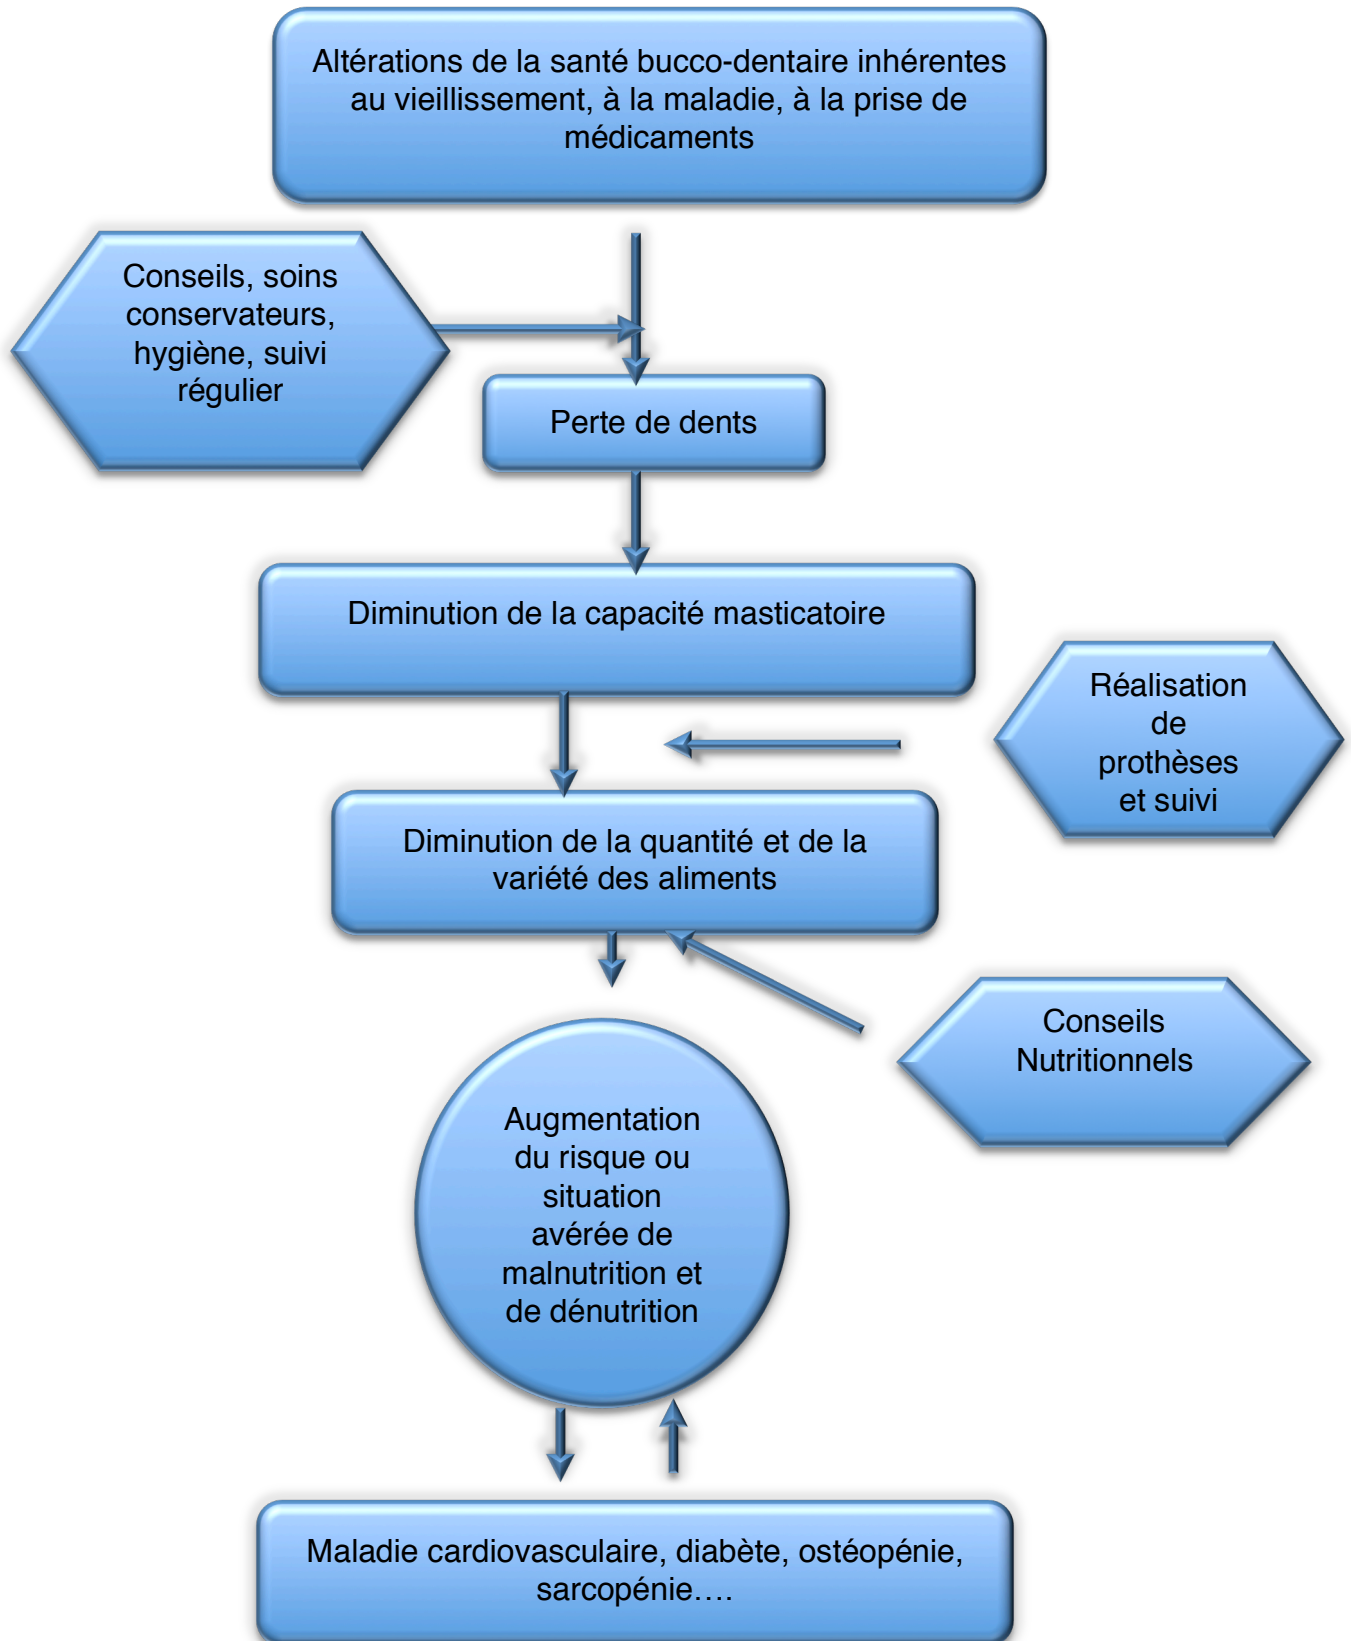 Altérations de la santé bucco-dentaire inhérentes
au vieillissement, à la maladie, à la prise de
médicaments
Conseils, soins
conservateurs,
hygiène, suivi
régulier
Perte de dents
Diminution de la capacité masticatoire
Réalisation
de
prothèses
et suivi
Diminution de la quantité et de la
variété des aliments
Conseils
Nutritionnels
Augmentation
du risque ou
situation
avérée de
malnutrition et
de dénutrition
Maladie cardiovasculaire, diabète, ostéopénie,
sarcopénie….